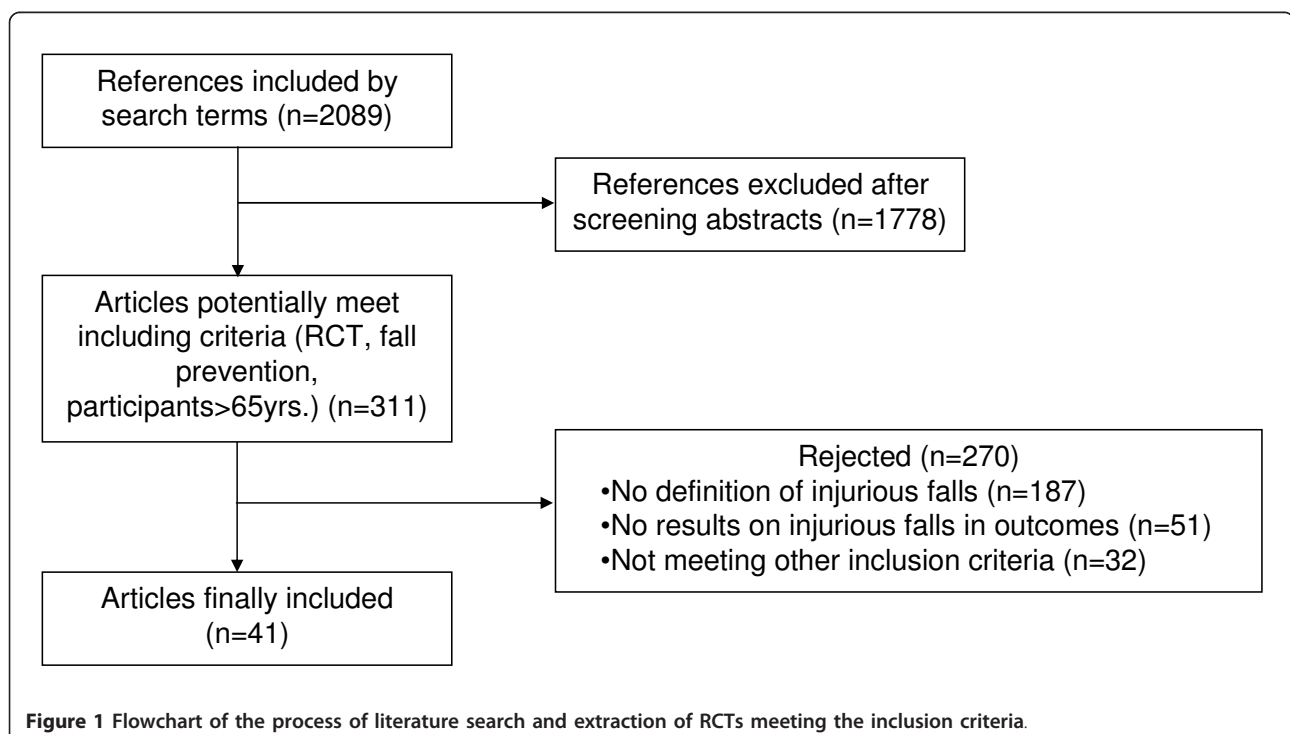 References included by
search terms (n=2089)
References excluded after
screening abstracts (n=1778)
Articles potentially meet
including criteria (RCT, fall
prevention,
participants>65yrs.) (n=311)
Rejected (n=270)
•No definition of injurious falls (n=187)
•No results on injurious falls in outcomes (n=51)
•Not meeting other inclusion criteria (n=32)
Articles finally included
(n=41)
Figure 1 Flowchart of the process of literature search and extraction of RCTs meeting the inclusion criteria.